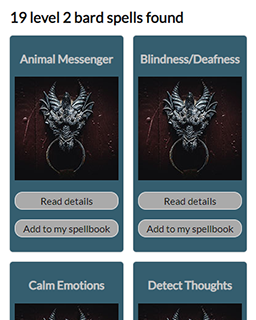 19 level 2 bard spells found
Animal Messenger
Blindness/Deafness
Read details
Read details
Add to my spellbook
Add to my spellbook
Calm Emotions
Detect Thoughts